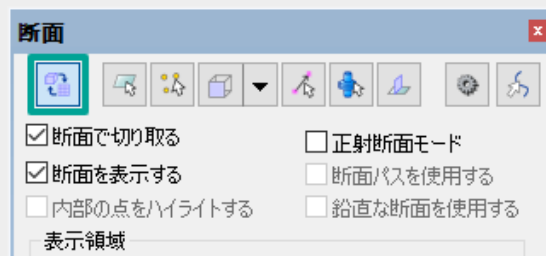 断面
断面で切り取る
正射断面モード
断面を表示する
断面パスを使用する
内部の点をハイライトする
鉛直な断面を使用する
表示領域